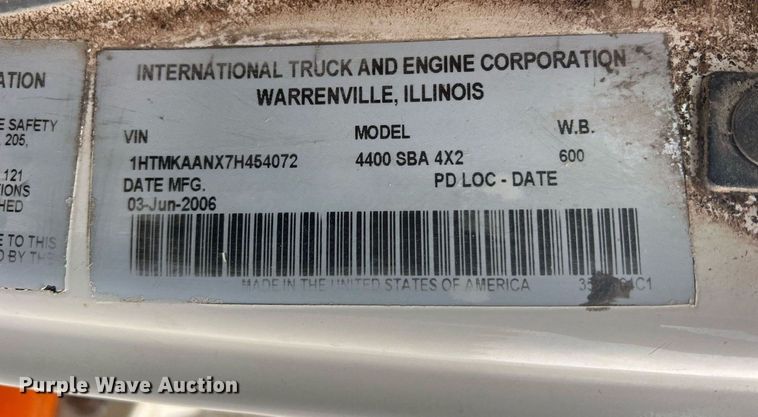 ATION
E SAFETY
205,
121
TIONS
HED
E TO THIS
D BY THE
INTERNATIONAL TRUCK AND ENGINE CORPORATION
WARRENVILLE, ILLINOIS
VIN MODEL W.B.
1HTMKAANX7H454072 4400 SBA 4X2 600
DATE MFG. PD LOC - DATE
03-Jun-2006
MADE IN THE UNITED STATES OF AMERICA
Purple Wave Auction